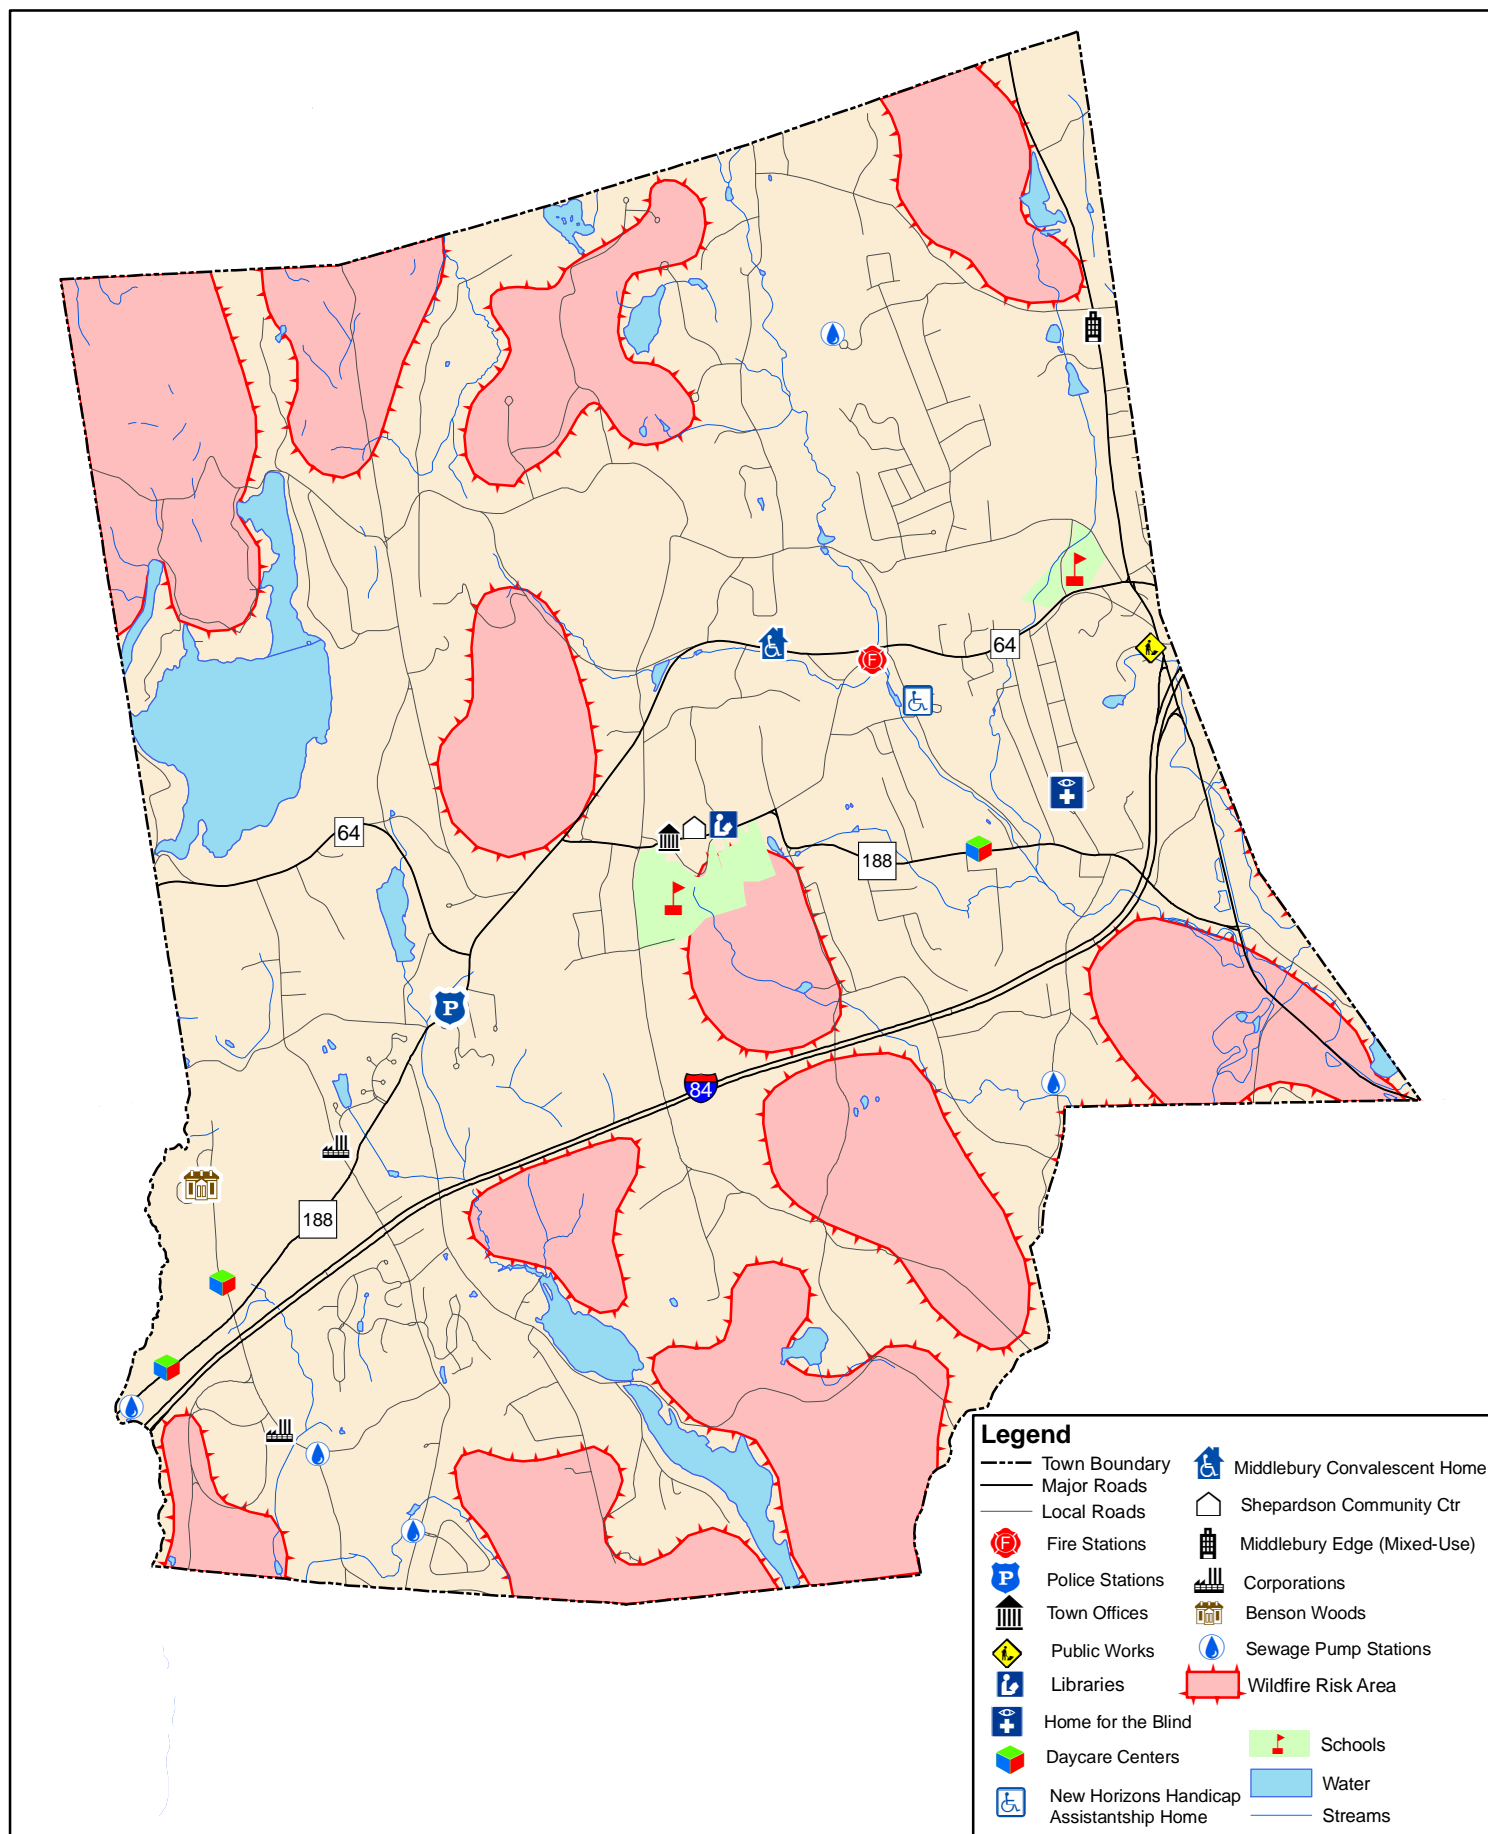 64
F
64
188
P
84
188
Legend
Town Boundary
Major Roads
Local Roads
F Fire Stations
P Police Stations
Town Offices
Public Works
Libraries
Home for the Blind
Daycare Centers
New Horizons Handicap
Assistantship Home
Middlebury Convalescent Home
Shepardson Community Ctr
Middlebury Edge (Mixed-Use)
Corporations
Benson Woods
Sewage Pump Stations
Wildfire Risk Area
Schools
Water
Streams